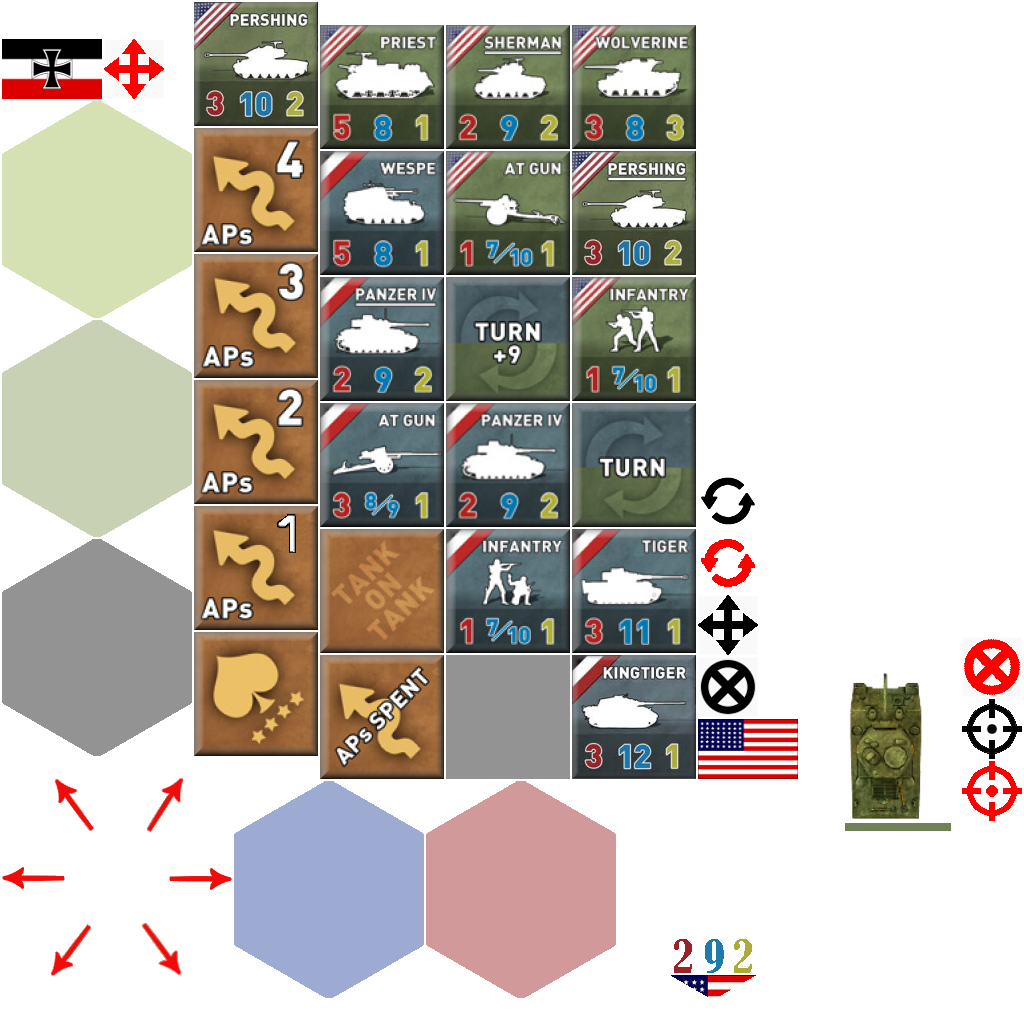 PERSHING
3 10 2
PRIEST
5 8 1
SHERMAN
2 9 2
WOLVERINE
3 8 3
4
APs
WESPE
5 8 1
AT GUN
1 7/10 1
PERSHING
3 10 2
3
APs
PANZER IV
2 9 2
TURN
+9
INFANTRY
1 7/10 1
2
APs
AT GUN
3 8/9 1
PANZER IV
2 9 2
TURN
1
APs
TANK
ON
TANK
INFANTRY
1 7/10 1
TIGER
3 11 1
APs SPENT
KINGTIGER
3 12 1
2 9 2